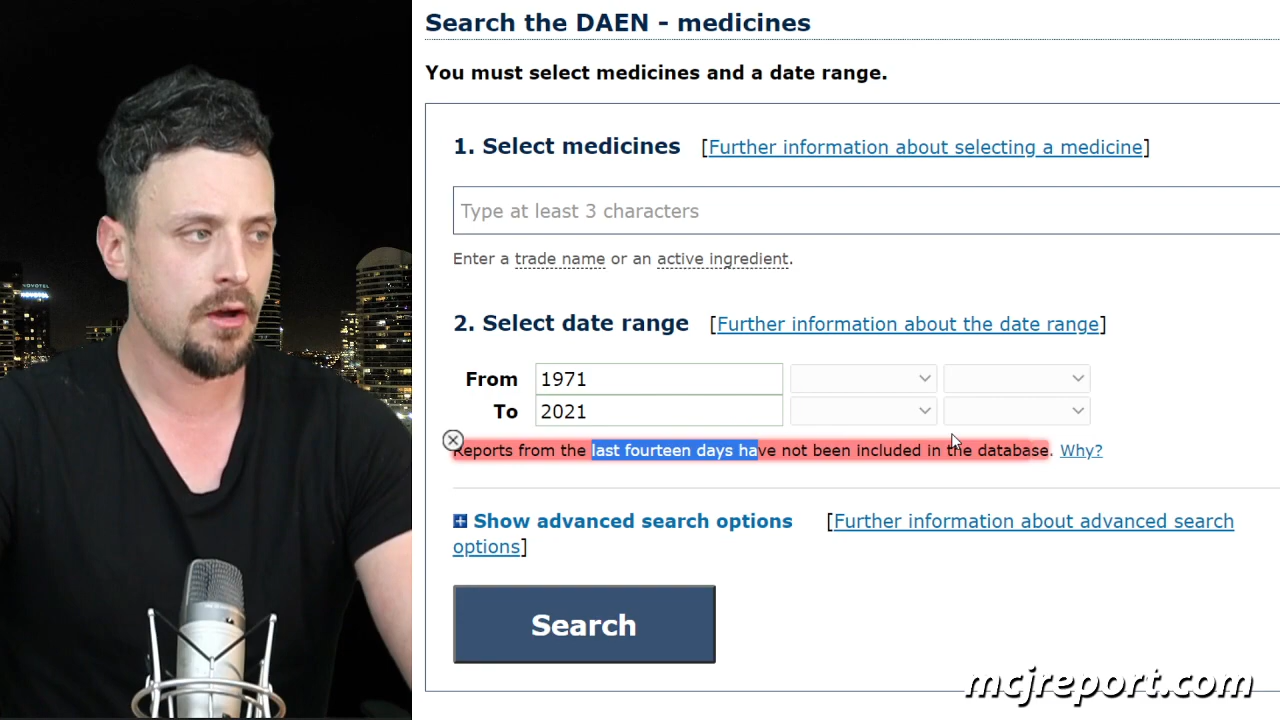 Search the DAEN - medicines
You must select medicines and a date range.
1. Select medicines [Further information about selecting a medicine]
Type at least 3 characters
Enter a trade name or an active ingredient.
2. Select date range [Further information about the date range]
From 1971
To 2021
Reports from the last fourteen days have not been included in the database. Why?
Show advanced search options [Further information about advanced search
options]
Search
mcjreport.com
NOVOTEL